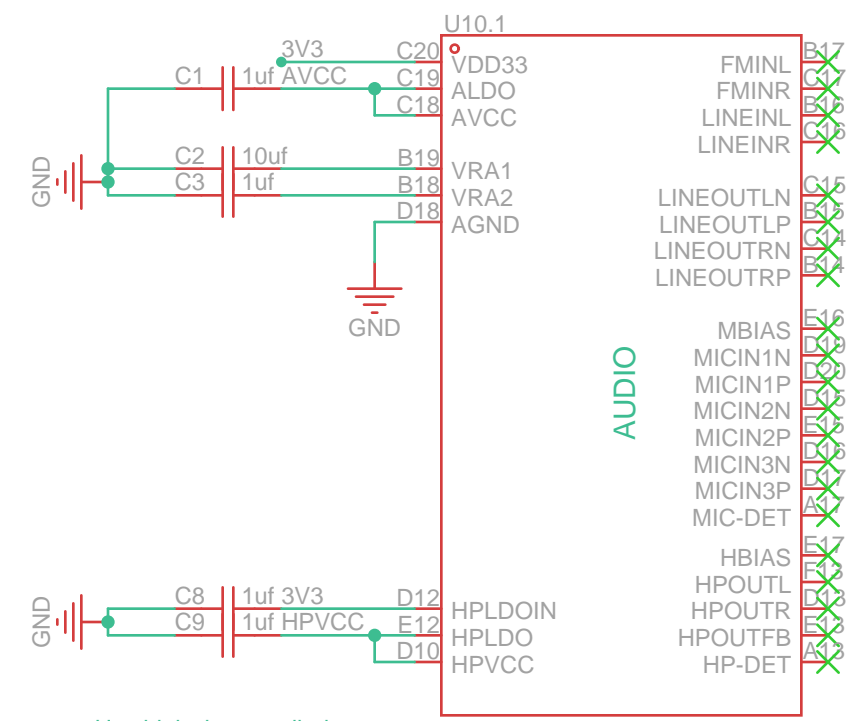 U10.1
3V3 C20 VDD33
C1 1uf AVCC C19 ALDO
C18 AVCC
C2 10uf B19 VRA1
C3 1uf B18 VRA2
D18 AGND
GND
GND
AUDIO
C8 1uf 3V3 D12 HPLDOIN
C9 1uf HPVCC E12 HPLDO
D10 HPVCC
GND
FMINL B17
FMINR C17
LINEINL B16
LINEINR C16
LINEOUTLN C15
LINEOUTLP B15
LINEOUTRN C14
LINEOUTRP B14
MBIAS E16
MICIN1N D19
MICIN1P D20
MICIN2N D15
MICIN2P E15
MICIN3N D16
MICIN3P D17
MIC-DET A17
HBIAS E17
HPOUTL F13
HPOUTR D13
HPOUTFB E13
HP-DET A13